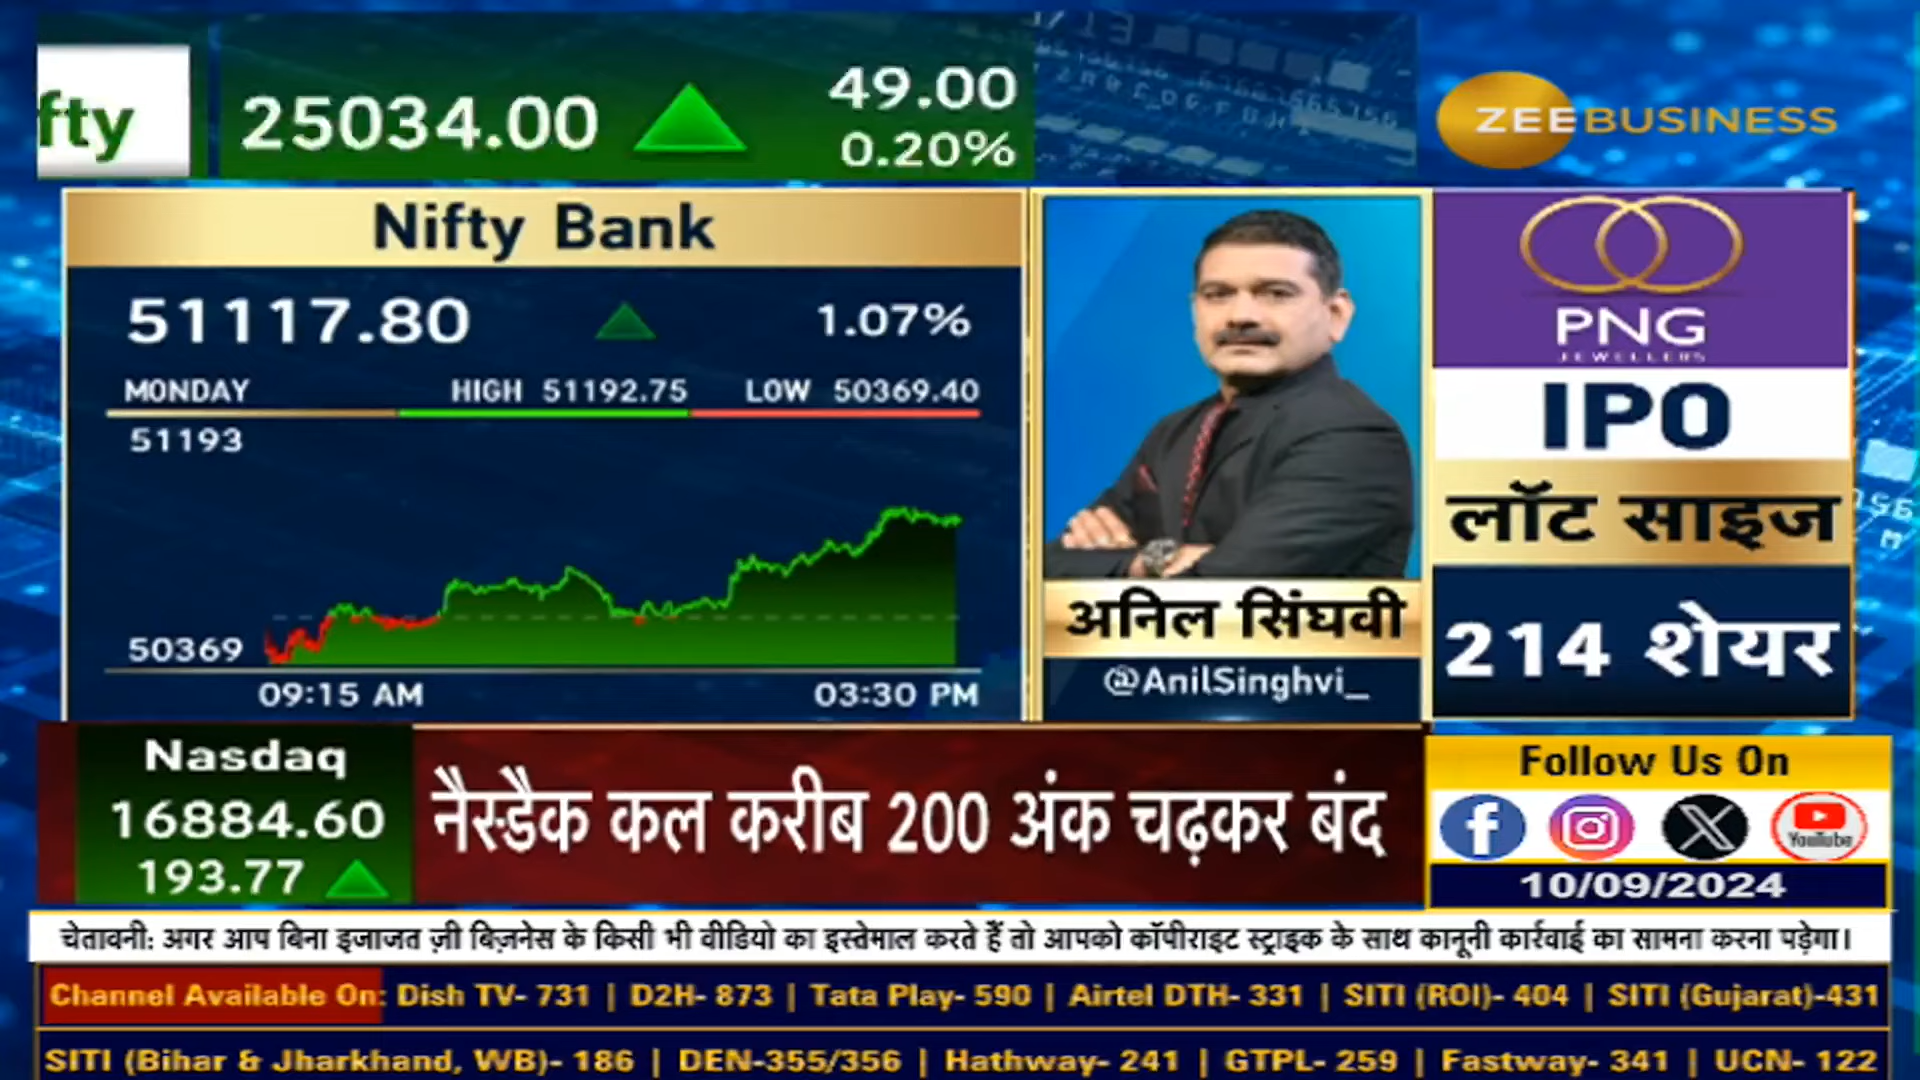 fty
25034.00
49.00
0.20%
ZEEBUSINESS
Nifty Bank
51117.80
1.07%
MONDAY HIGH 51192.75 LOW 50369.40
51193
50369
09:15 AM 03:30 PM
अनिल सिंघवी
@AnilSinghvi_
PNG
JEWELLERS
IPO
लॉट साइज
214 शेयर
Nasdaq
16884.60
193.77
नैस्डैक कल करीब 200 अंक चढ़कर बंद
Follow Us On
YouTube
10/09/2024
चेतावनी: अगर आप बिना इजाजत ज़ी बिज़नेस के किसी भी वीडियो का इस्तेमाल करते हैं तो आपको कॉपीराइट स्ट्राइक के साथ कानूनी कार्रवाई का सामना करना पड़ेगा।
Channel Available On: Dish TV- 731 | D2H- 873 | Tata Play- 590 | Airtel DTH- 331 | SITI (ROI)- 404 | SITI (Gujarat)-431
SITI (Bihar & Jharkhand, WB)- 186 | DEN-355/356 | Hathway- 241 | GTPL- 259 | Fastway- 341 | UCN- 122